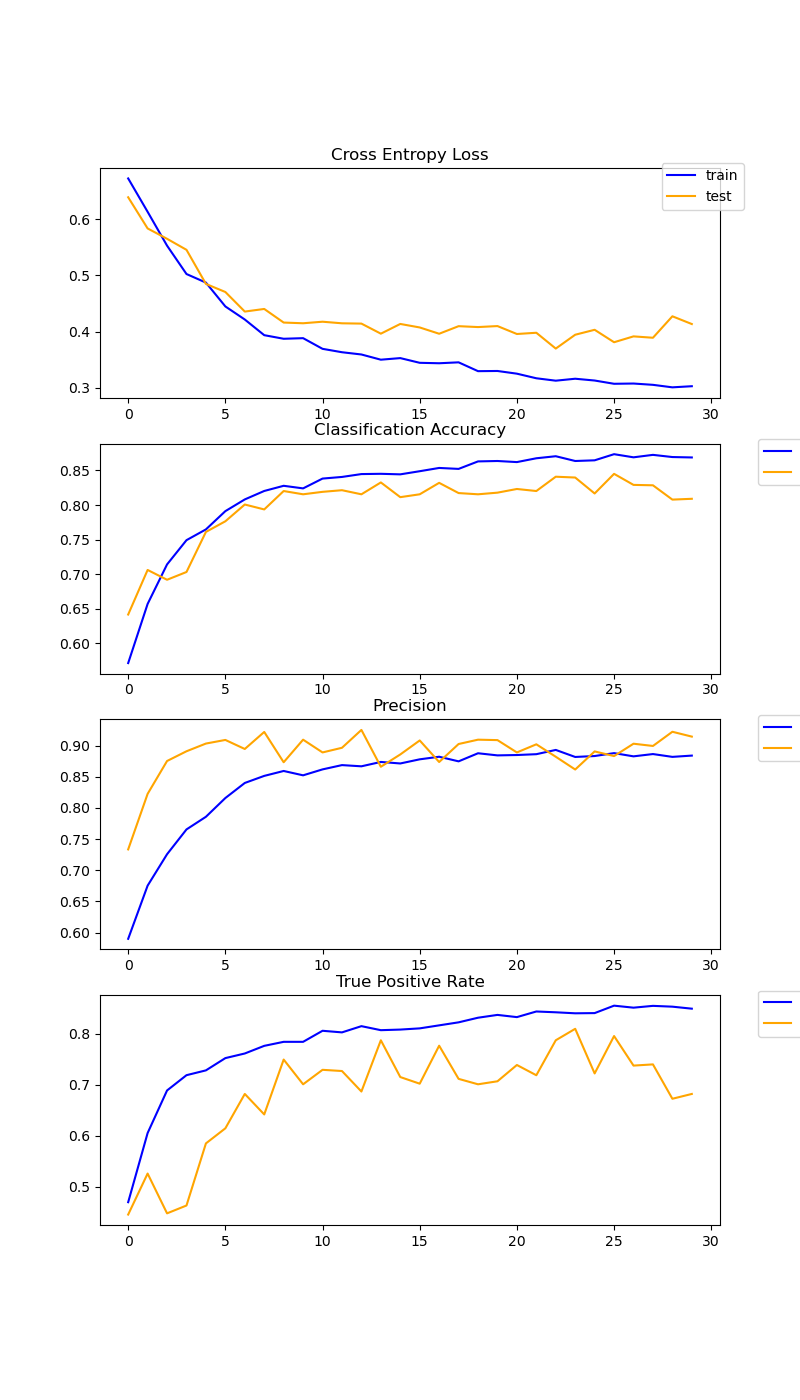 Cross Entropy Loss
train
test
0.6
0.5
0.4
0.3
0 5 10 15 20 25 30
Classification Accuracy
0.85
0.80
0.75
0.70
0.65
0.60
0 5 10 15 20 25 30
Precision
0.90
0.85
0.80
0.75
0.70
0.65
0.60
0 5 10 15 20 25 30
True Positive Rate
0.8
0.7
0.6
0.5
0 5 10 15 20 25 30